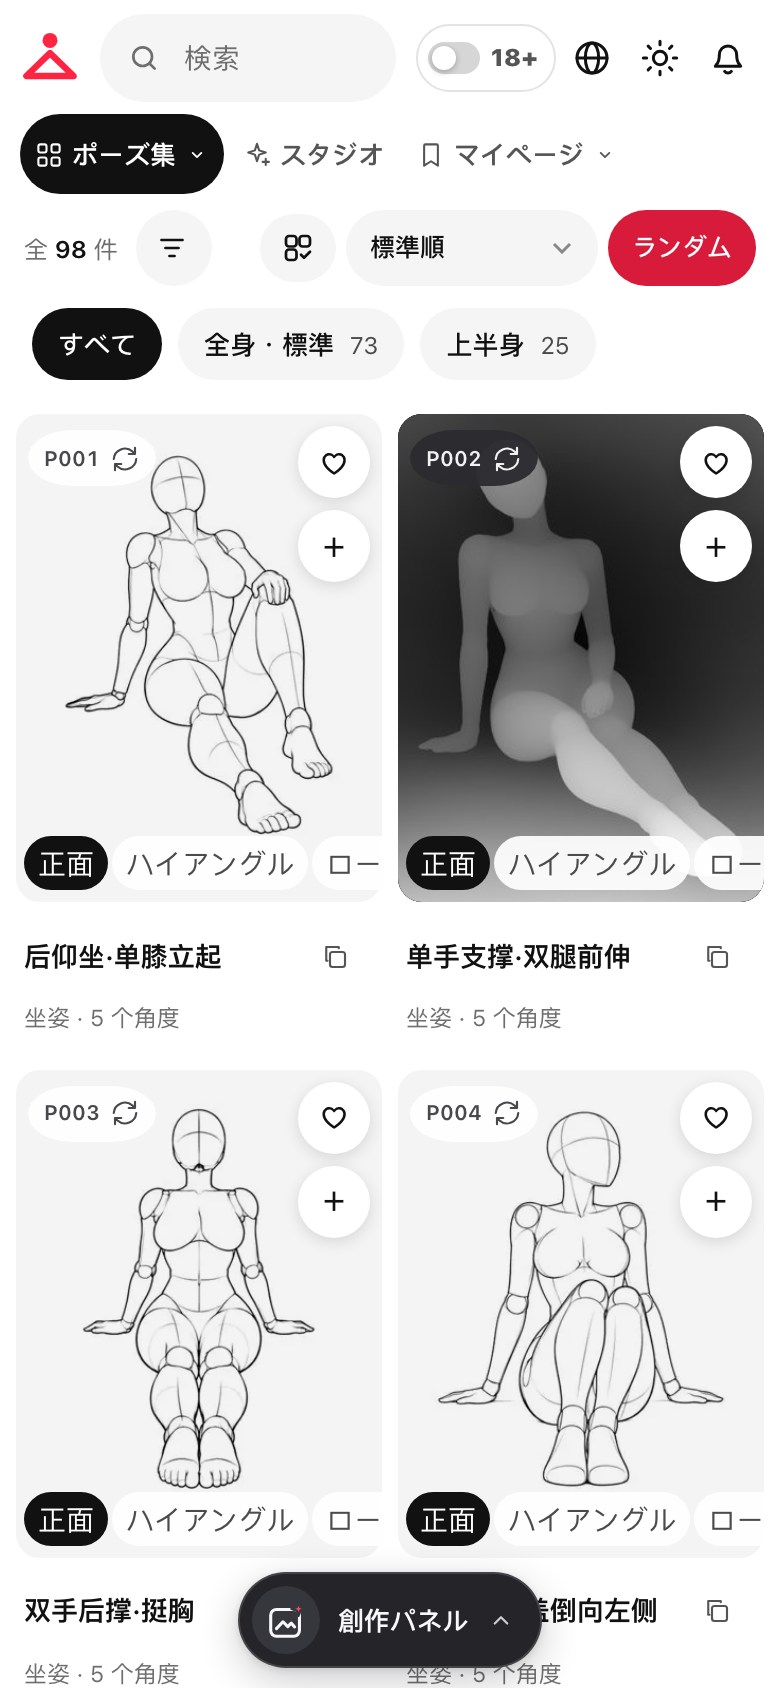 検索
18+
ポーズ集
スタジオ
マイページ
全 98 件
標準順
ランダム
すべて
全身・標準 73
上半身 25
P001
P002
正面 ハイアングル ロー
正面 ハイアングル ロー
后仰坐·单膝立起
单手支撑·双腿前伸
坐姿 · 5 个角度
坐姿 · 5 个角度
P003
P004
正面 ハイアングル ロー
正面 ハイアングル ロー
双手后撑·挺胸
倒向左侧
創作パネル
坐姿 · 5 个角度
坐姿 · 5 个角度